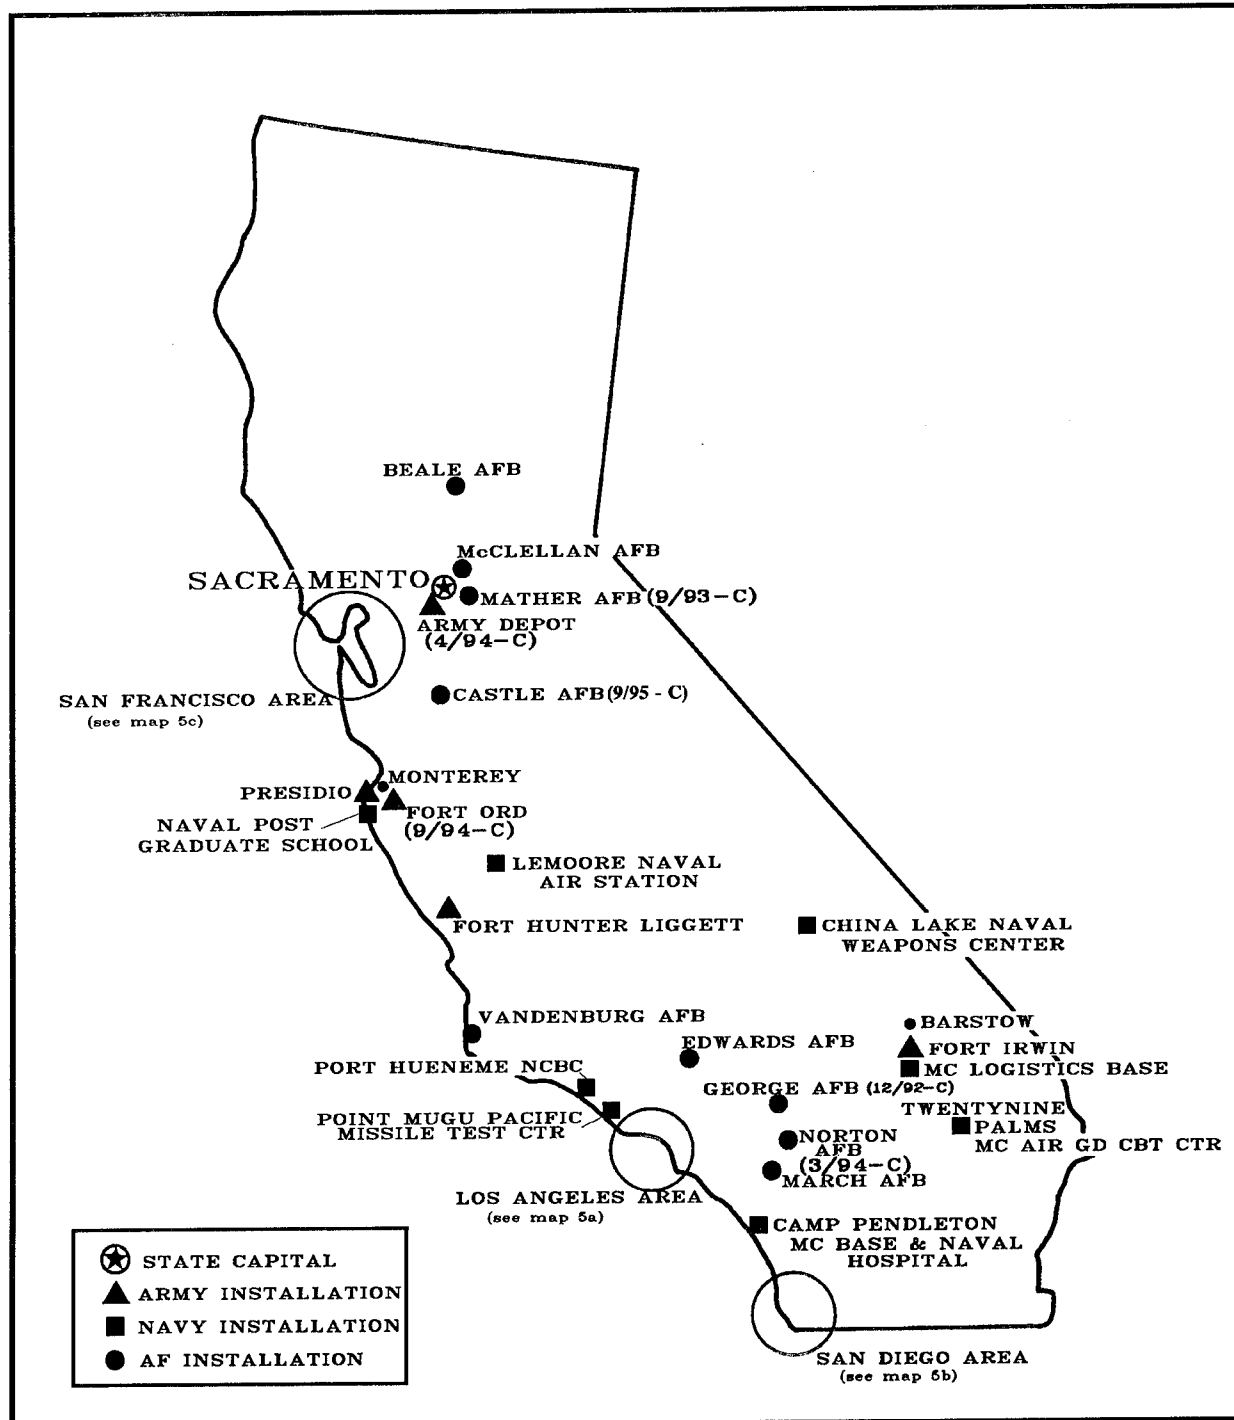 BEALE AFB
McCLELLAN AFB
SACRAMENTO
MATHER AFB (9/93-C)
ARMY DEPOT
(4/94-C)
CASTLE AFB (9/95 - C)
SAN FRANCISCO AREA
(see map 5c)
MONTEREY
PRESIDIO
FORT ORD
(9/94-C)
NAVAL POST
GRADUATE SCHOOL
LEMOORE NAVAL
AIR STATION
FORT HUNTER LIGGETT
CHINA LAKE NAVAL
WEAPONS CENTER
VANDENBURG AFB
BARSTOW
EDWARDS AFB
FORT IRWIN
PORT HUENEME NCBC
MC LOGISTICS BASE
GEORGE AFB (12/92-C)
POINT MUGU PACIFIC
MISSILE TEST CTR
TWENTYNINE
PALMS
MC AIR GD CBT CTR
NORTON
AFB
(3/94-C)
MARCH AFB
LOS ANGELES AREA
(see map 5a)
CAMP PENDLETON
MC BASE & NAVAL
HOSPITAL
SAN DIEGO AREA
(see map 5b)
STATE CAPITAL
ARMY INSTALLATION
NAVY INSTALLATION
AF INSTALLATION